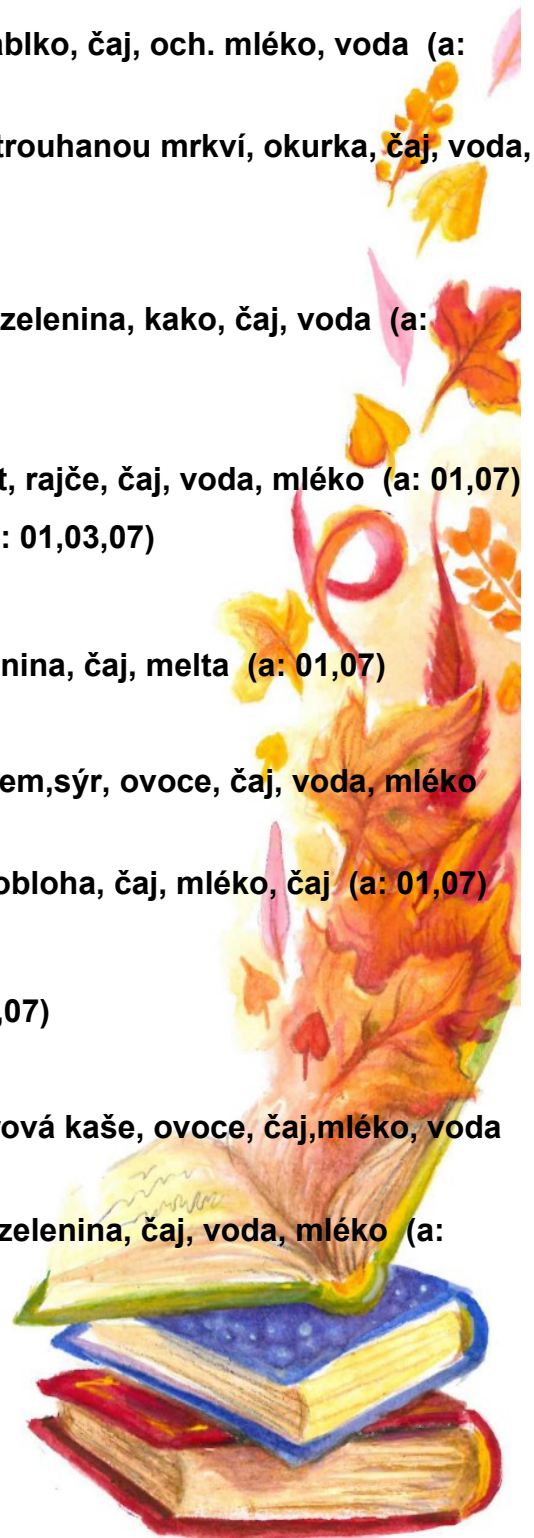 ablko, čaj, och. mléko, voda (a:
trouhanou mrkví, okurka, čaj, voda,
zelenina, kako, čaj, voda (a:
t, rajče, čaj, voda, mléko (a: 01,07)
: 01,03,07)
nina, čaj, melta (a: 01,07)
em,sýr, ovoce, čaj, voda, mléko
obloha, čaj, mléko, čaj (a: 01,07)
,07)
ová kaše, ovoce, čaj,mléko, voda
zelenina, čaj, voda, mléko (a: